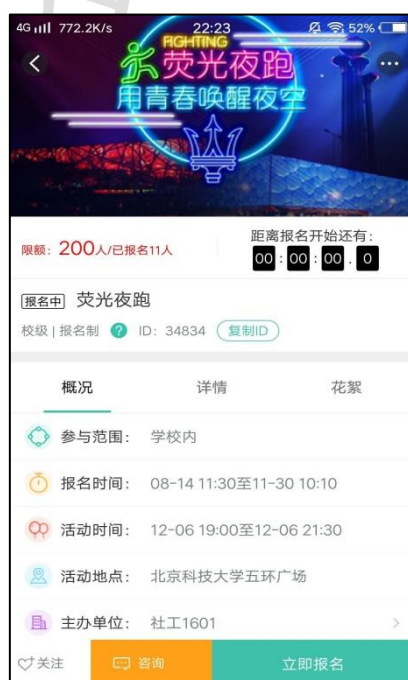 4G 772.2K/s 22:23 52%
FIGHTING
荧光夜跑
用青春唤醒夜空
限额：200人/已报名11人
距离报名开始还有：
00 : 00 : 00 . 0
报名中 荧光夜跑
校级 | 报名制 ? ID: 34834 复制ID
概况 详情 花絮
参与范围： 学校内
报名时间： 08-14 11:30至11-30 10:10
活动时间： 12-06 19:00至12-06 21:30
活动地点： 北京科技大学五环广场
主办单位： 社工1601
关注 咨询 立即报名